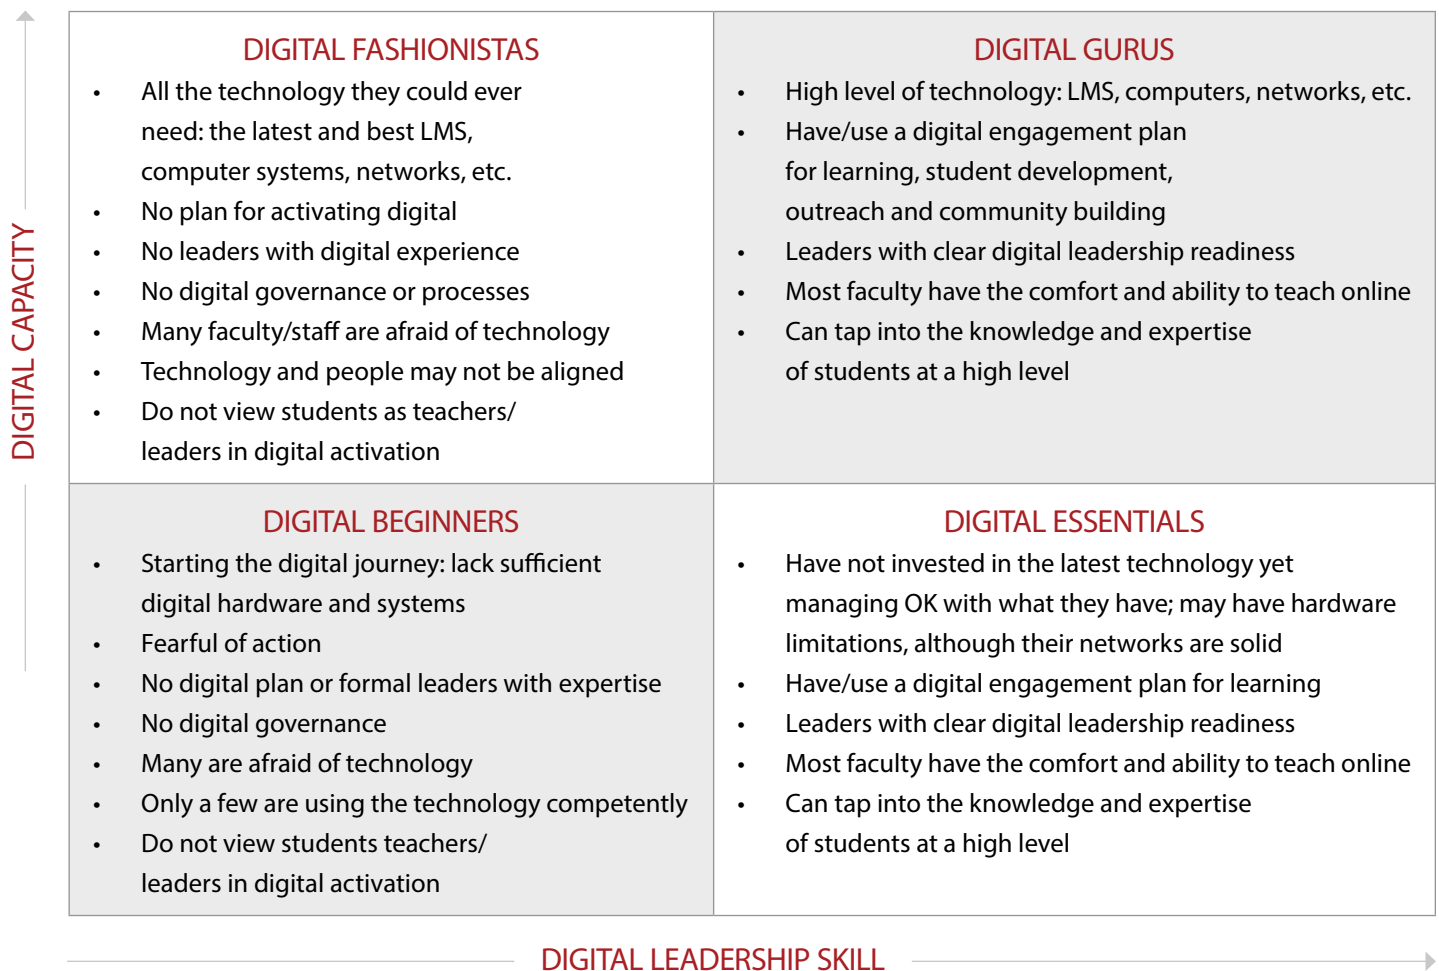 DIGITAL CAPACITY
DIGITAL FASHIONISTAS
• All the technology they could ever
need: the latest and best LMS,
computer systems, networks, etc.
• No plan for activating digital
• No leaders with digital experience
• No digital governance or processes
• Many faculty/staff are afraid of technology
• Technology and people may not be aligned
• Do not view students as teachers/
leaders in digital activation
DIGITAL GURUS
• High level of technology: LMS, computers, networks, etc.
• Have/use a digital engagement plan
for learning, student development,
outreach and community building
• Leaders with clear digital leadership readiness
• Most faculty have the comfort and ability to teach online
• Can tap into the knowledge and expertise
of students at a high level
DIGITAL BEGINNERS
• Starting the digital journey: lack sufficient
digital hardware and systems
• Fearful of action
• No digital plan or formal leaders with expertise
• No digital governance
• Many are afraid of technology
• Only a few are using the technology competently
• Do not view students teachers/
leaders in digital activation
DIGITAL ESSENTIALS
• Have not invested in the latest technology yet
managing OK with what they have; may have hardware
limitations, although their networks are solid
• Have/use a digital engagement plan for learning
• Leaders with clear digital leadership readiness
• Most faculty have the comfort and ability to teach online
• Can tap into the knowledge and expertise
of students at a high level
DIGITAL LEADERSHIP SKILL